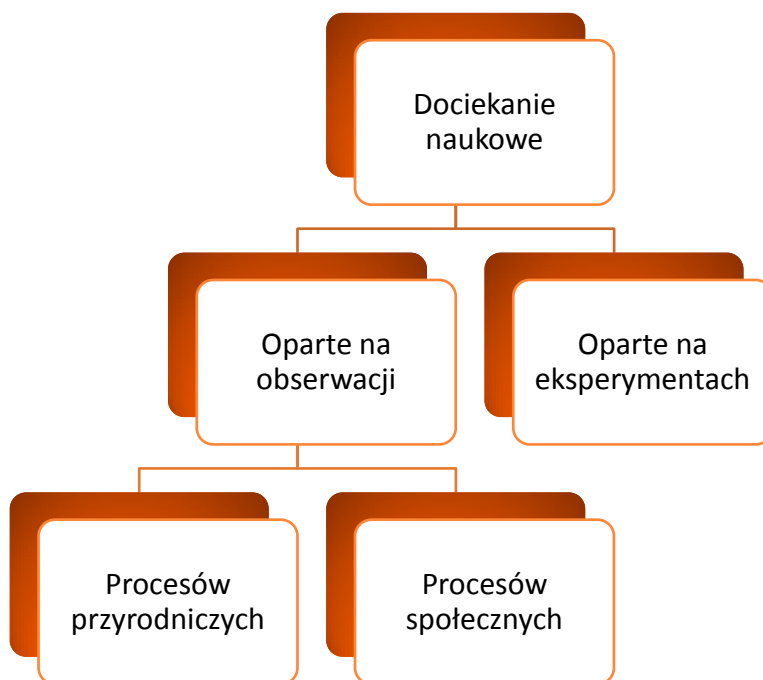 Dociekanie
naukowe
Oparte na
obserwacji
Oparte na
eksperymentach
Procesów
przyrodniczych
Procesów
społecznych